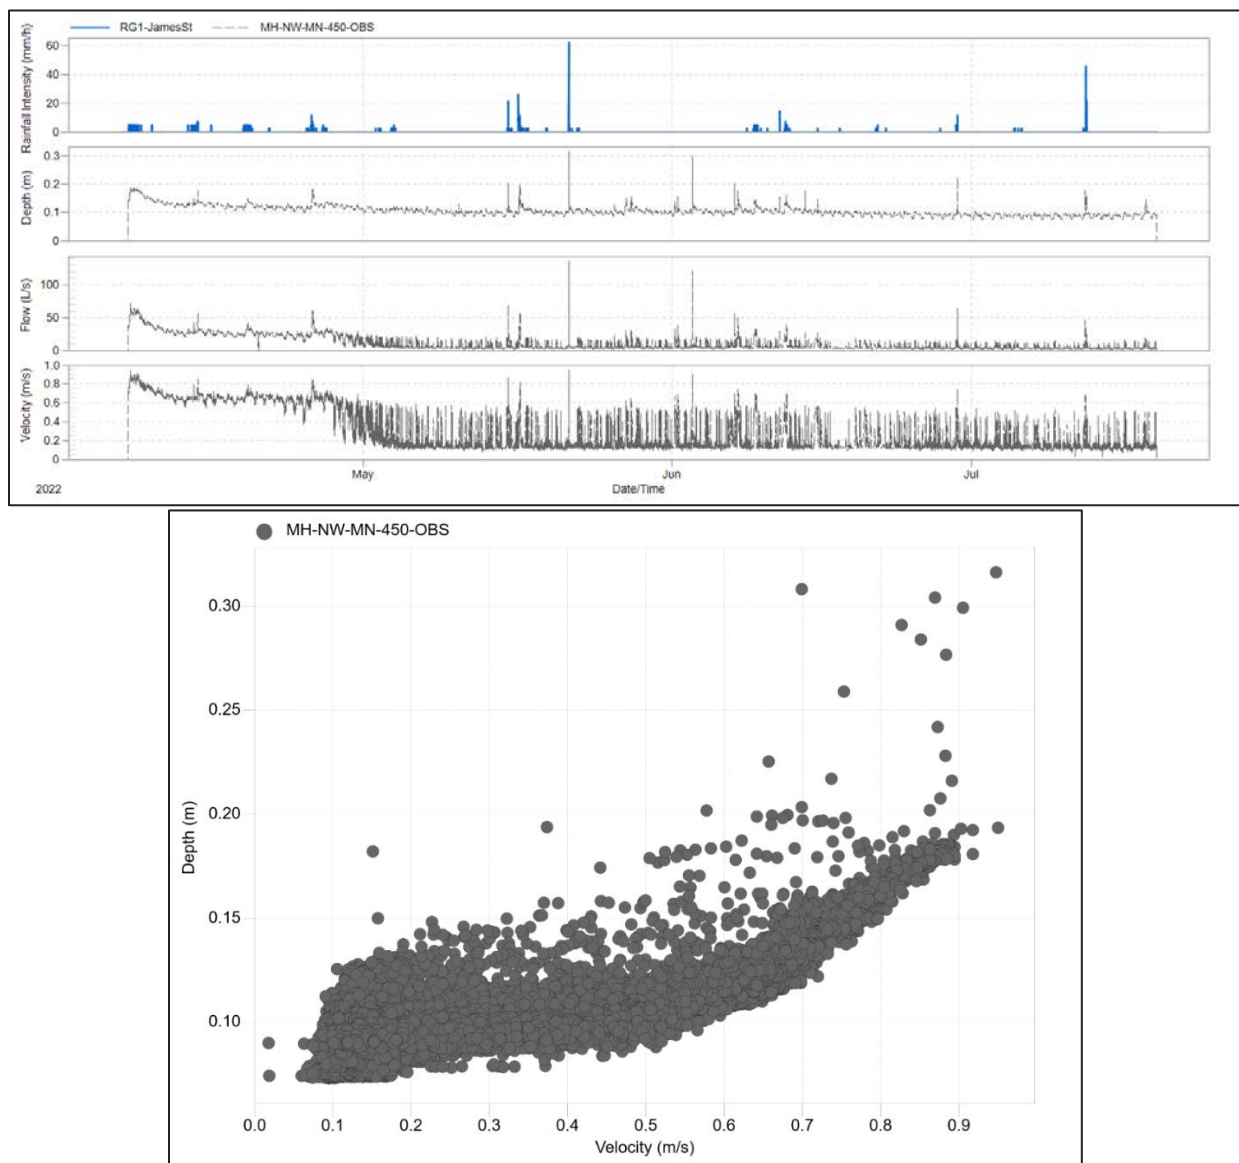 RG1-JamesSt MH-NW-MN-450-OBS
Rainfall Intensity (mm/h)
60
40
20
0
Depth (m)
0.3
0.2
0.1
0
Flow (L/s)
100
50
0
Velocity (m/s)
1.0
0.8
0.6
0.4
0.2
0
May Jun Jul
2022 Date/Time
MH-NW-MN-450-OBS
Depth (m)
0.30
0.25
0.20
0.15
0.10
0.0 0.1 0.2 0.3 0.4 0.5 0.6 0.7 0.8 0.9
Velocity (m/s)